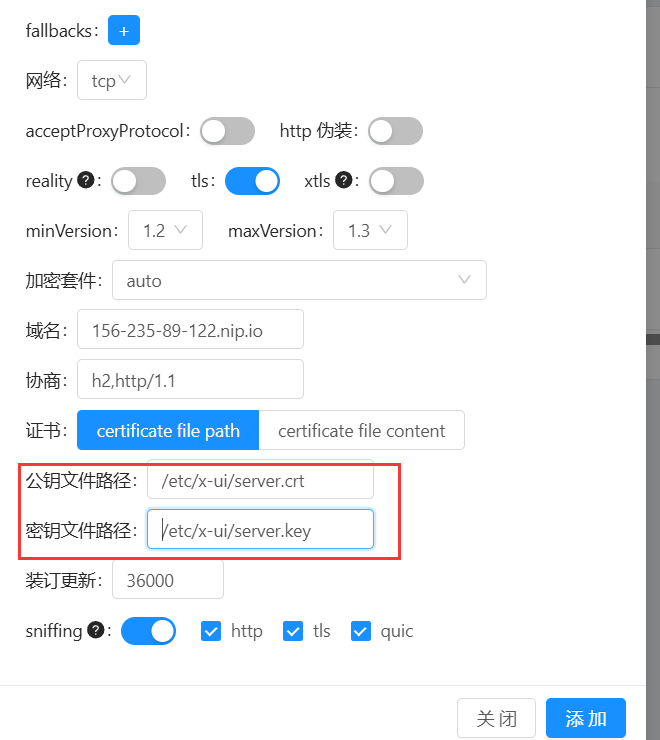 fallbacks: +
网络: tcp
acceptProxyProtocol: http 伪装:
reality ? : tls: xtls ? :
minVersion: 1.2 maxVersion: 1.3
加密套件: auto
域名: 156-235-89-122.nip.io
协商: h2,http/1.1
证书: certificate file path certificate file content
公钥文件路径: /etc/x-ui/server.crt
密钥文件路径: /etc/x-ui/server.key
装订更新: 36000
sniffing ? : http tls quic
关 闭 添 加